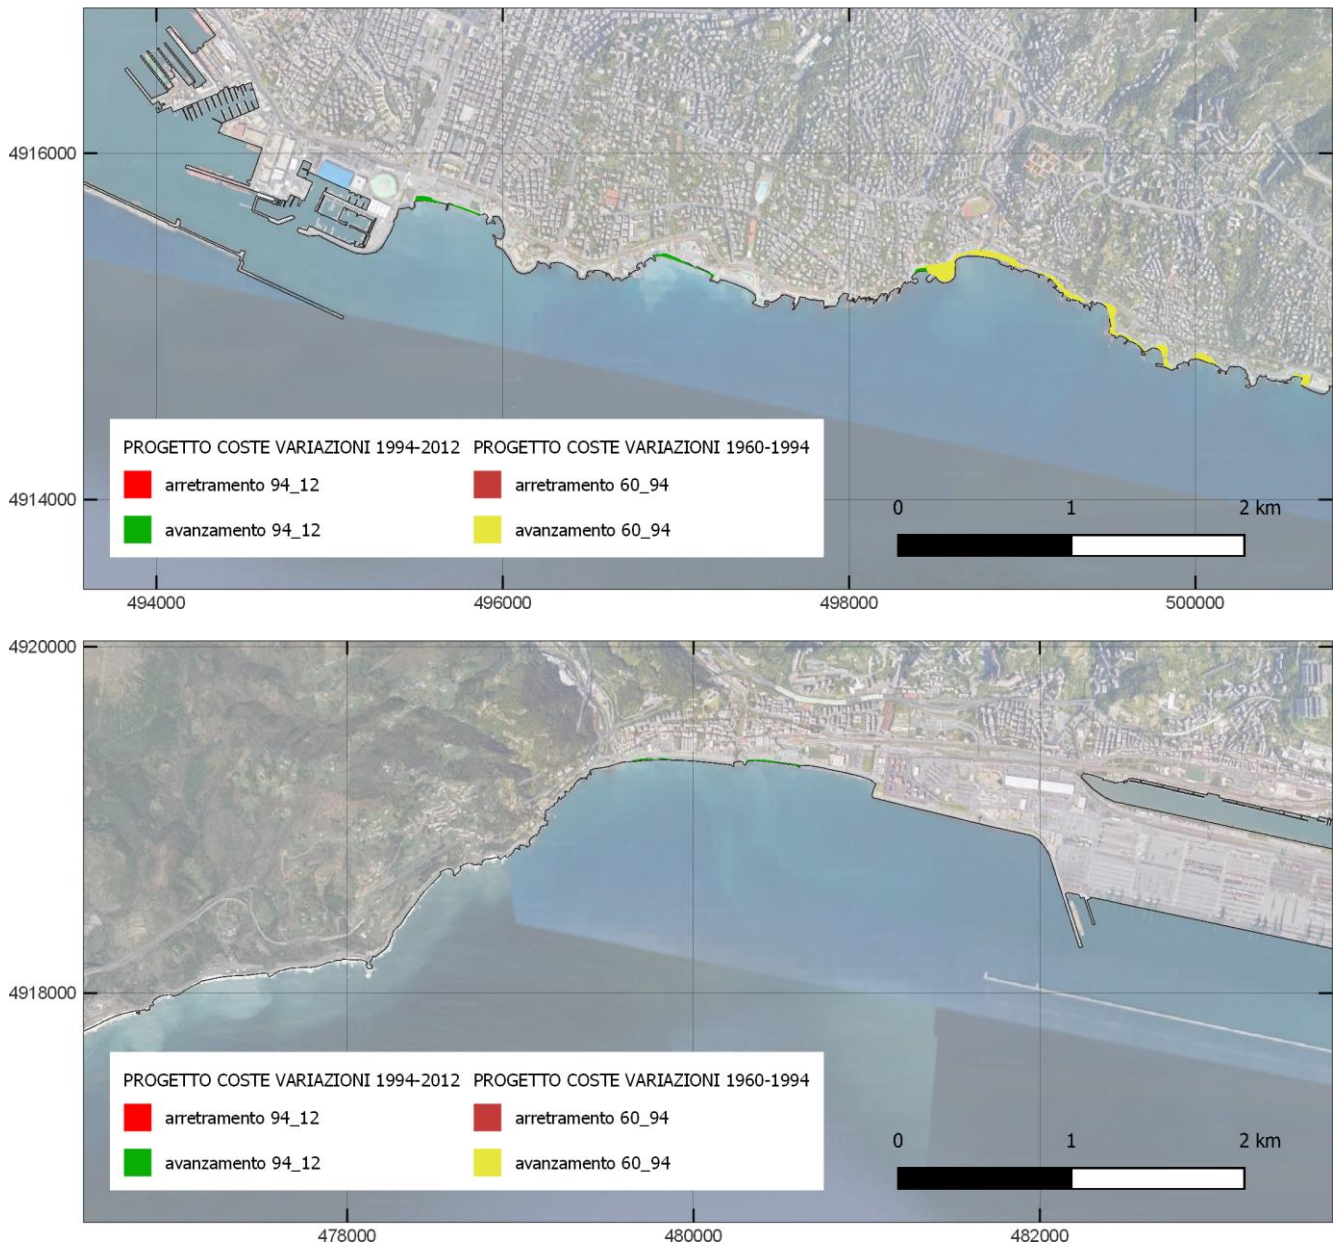 4916000
4914000
PROGETTO COSTE VARIAZIONI 1994-2012 PROGETTO COSTE VARIAZIONI 1960-1994
arretramento 94_12 arretramento 60_94
avanzamento 94_12 avanzamento 60_94
0 1 2 km
494000 496000 498000 500000
4920000
4918000
PROGETTO COSTE VARIAZIONI 1994-2012 PROGETTO COSTE VARIAZIONI 1960-1994
arretramento 94_12 arretramento 60_94
avanzamento 94_12 avanzamento 60_94
0 1 2 km
478000 480000 482000